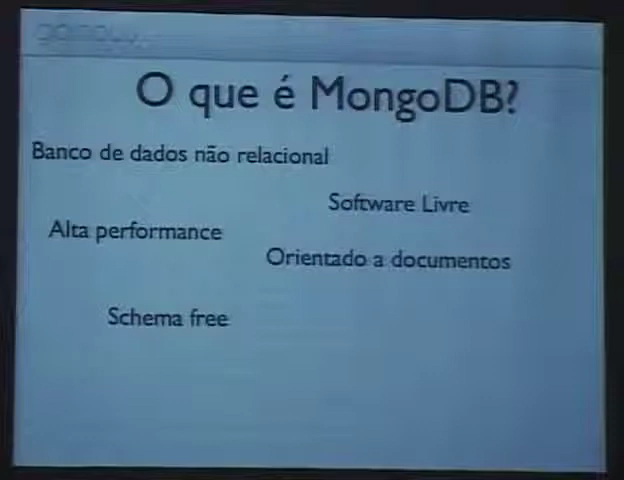 O que é MongoDB?
Banco de dados não relacional
Software Livre
Alta performance
Orientado a documentos
Schema free